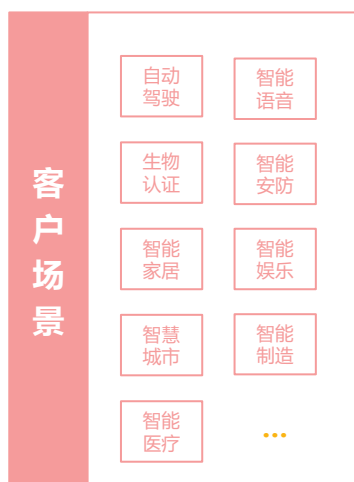 客户场景
自动
驾驶
智能
语音
生物
认证
智能
安防
智能
家居
智能
娱乐
智慧
城市
智能
制造
智能
医疗
...